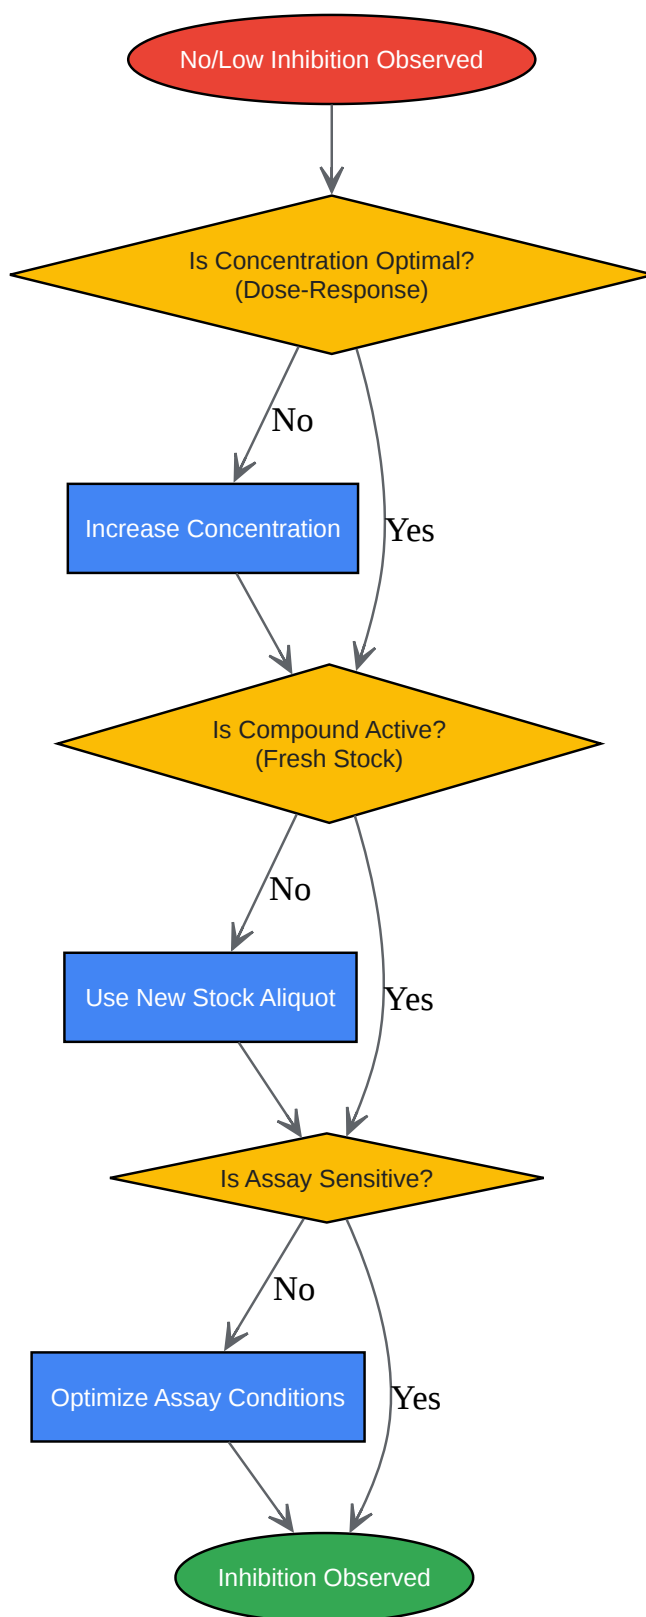 No/Low Inhibition Observed
Is Concentration Optimal?
(Dose-Response)
No
Increase Concentration
Yes
Is Compound Active?
(Fresh Stock)
No
Use New Stock Aliquot
Yes
Is Assay Sensitive?
No
Optimize Assay Conditions
Yes
Inhibition Observed